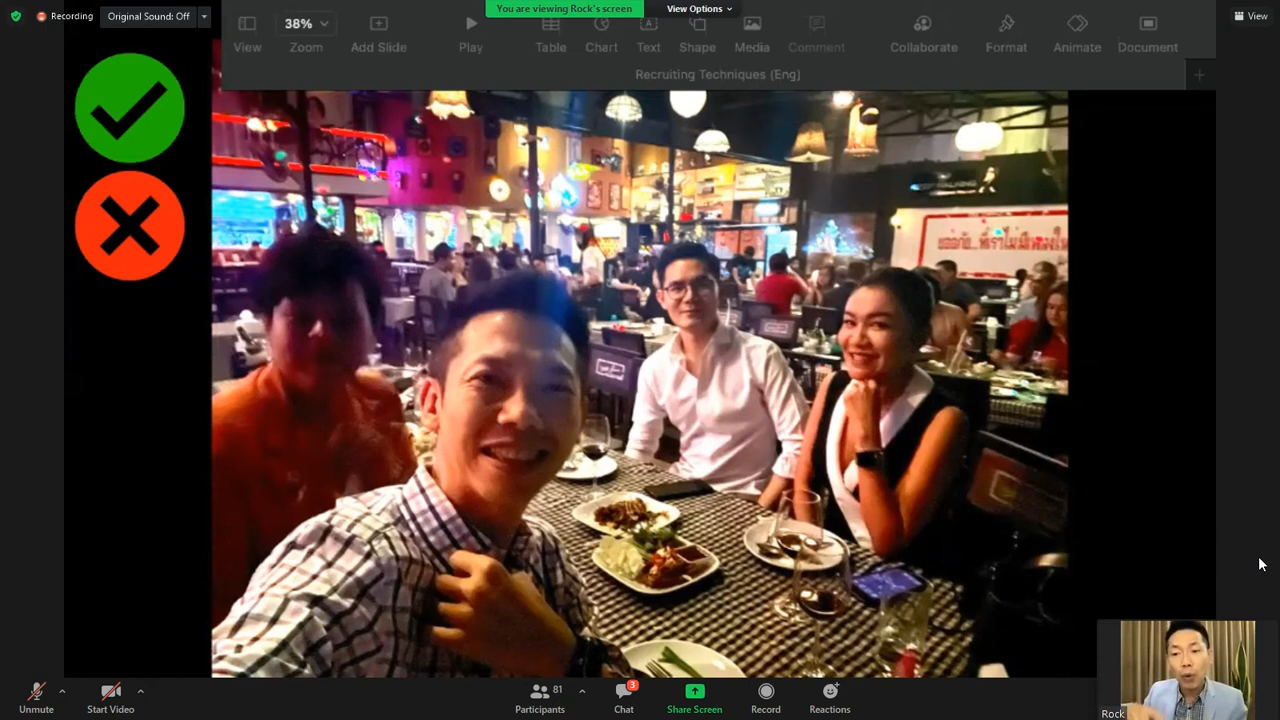 Recording
Original Sound: Off
You are viewing Rock's screen
View Options
View
38%
View
Zoom
Add Slide
Play
Table
Chart
Text
Shape
Media
Comment
Collaborate
Format
Animate
Document
Recruiting Techniques (Eng)
Unmute
Start Video
81
Participants
3
Chat
Share Screen
Record
Reactions
Rock